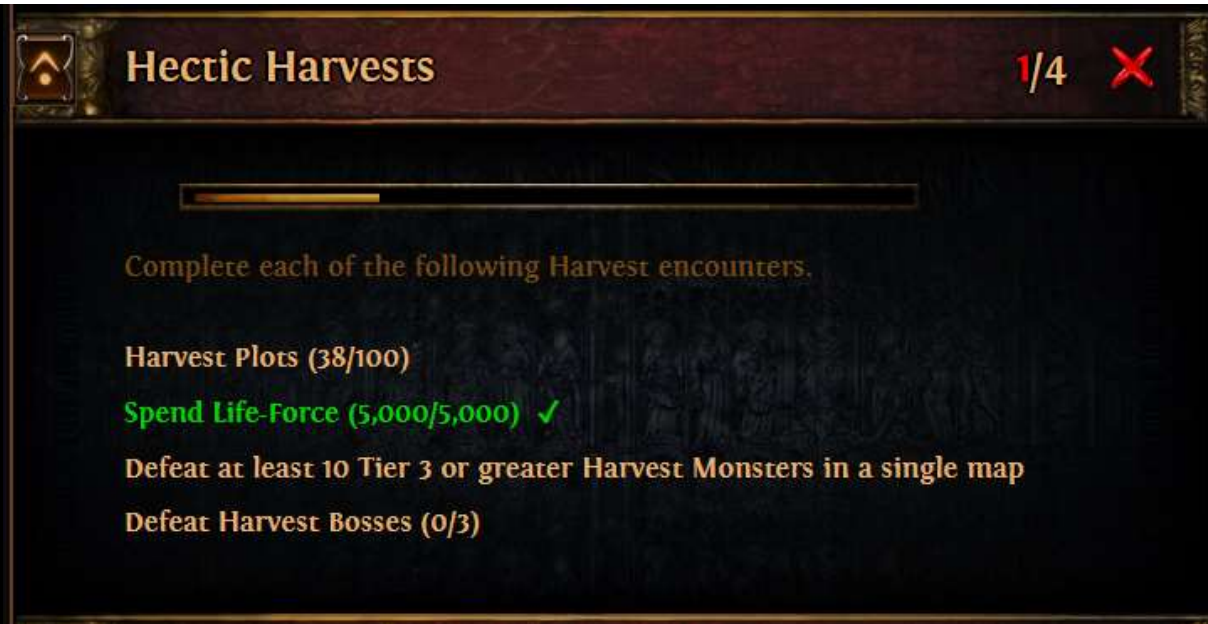 Hectic Harvests 1/4
Complete each of the following Harvest encounters.
Harvest Plots (38/100)
Spend Life-Force (5,000/5,000) ✓
Defeat at least 10 Tier 3 or greater Harvest Monsters in a single map
Defeat Harvest Bosses (0/3)